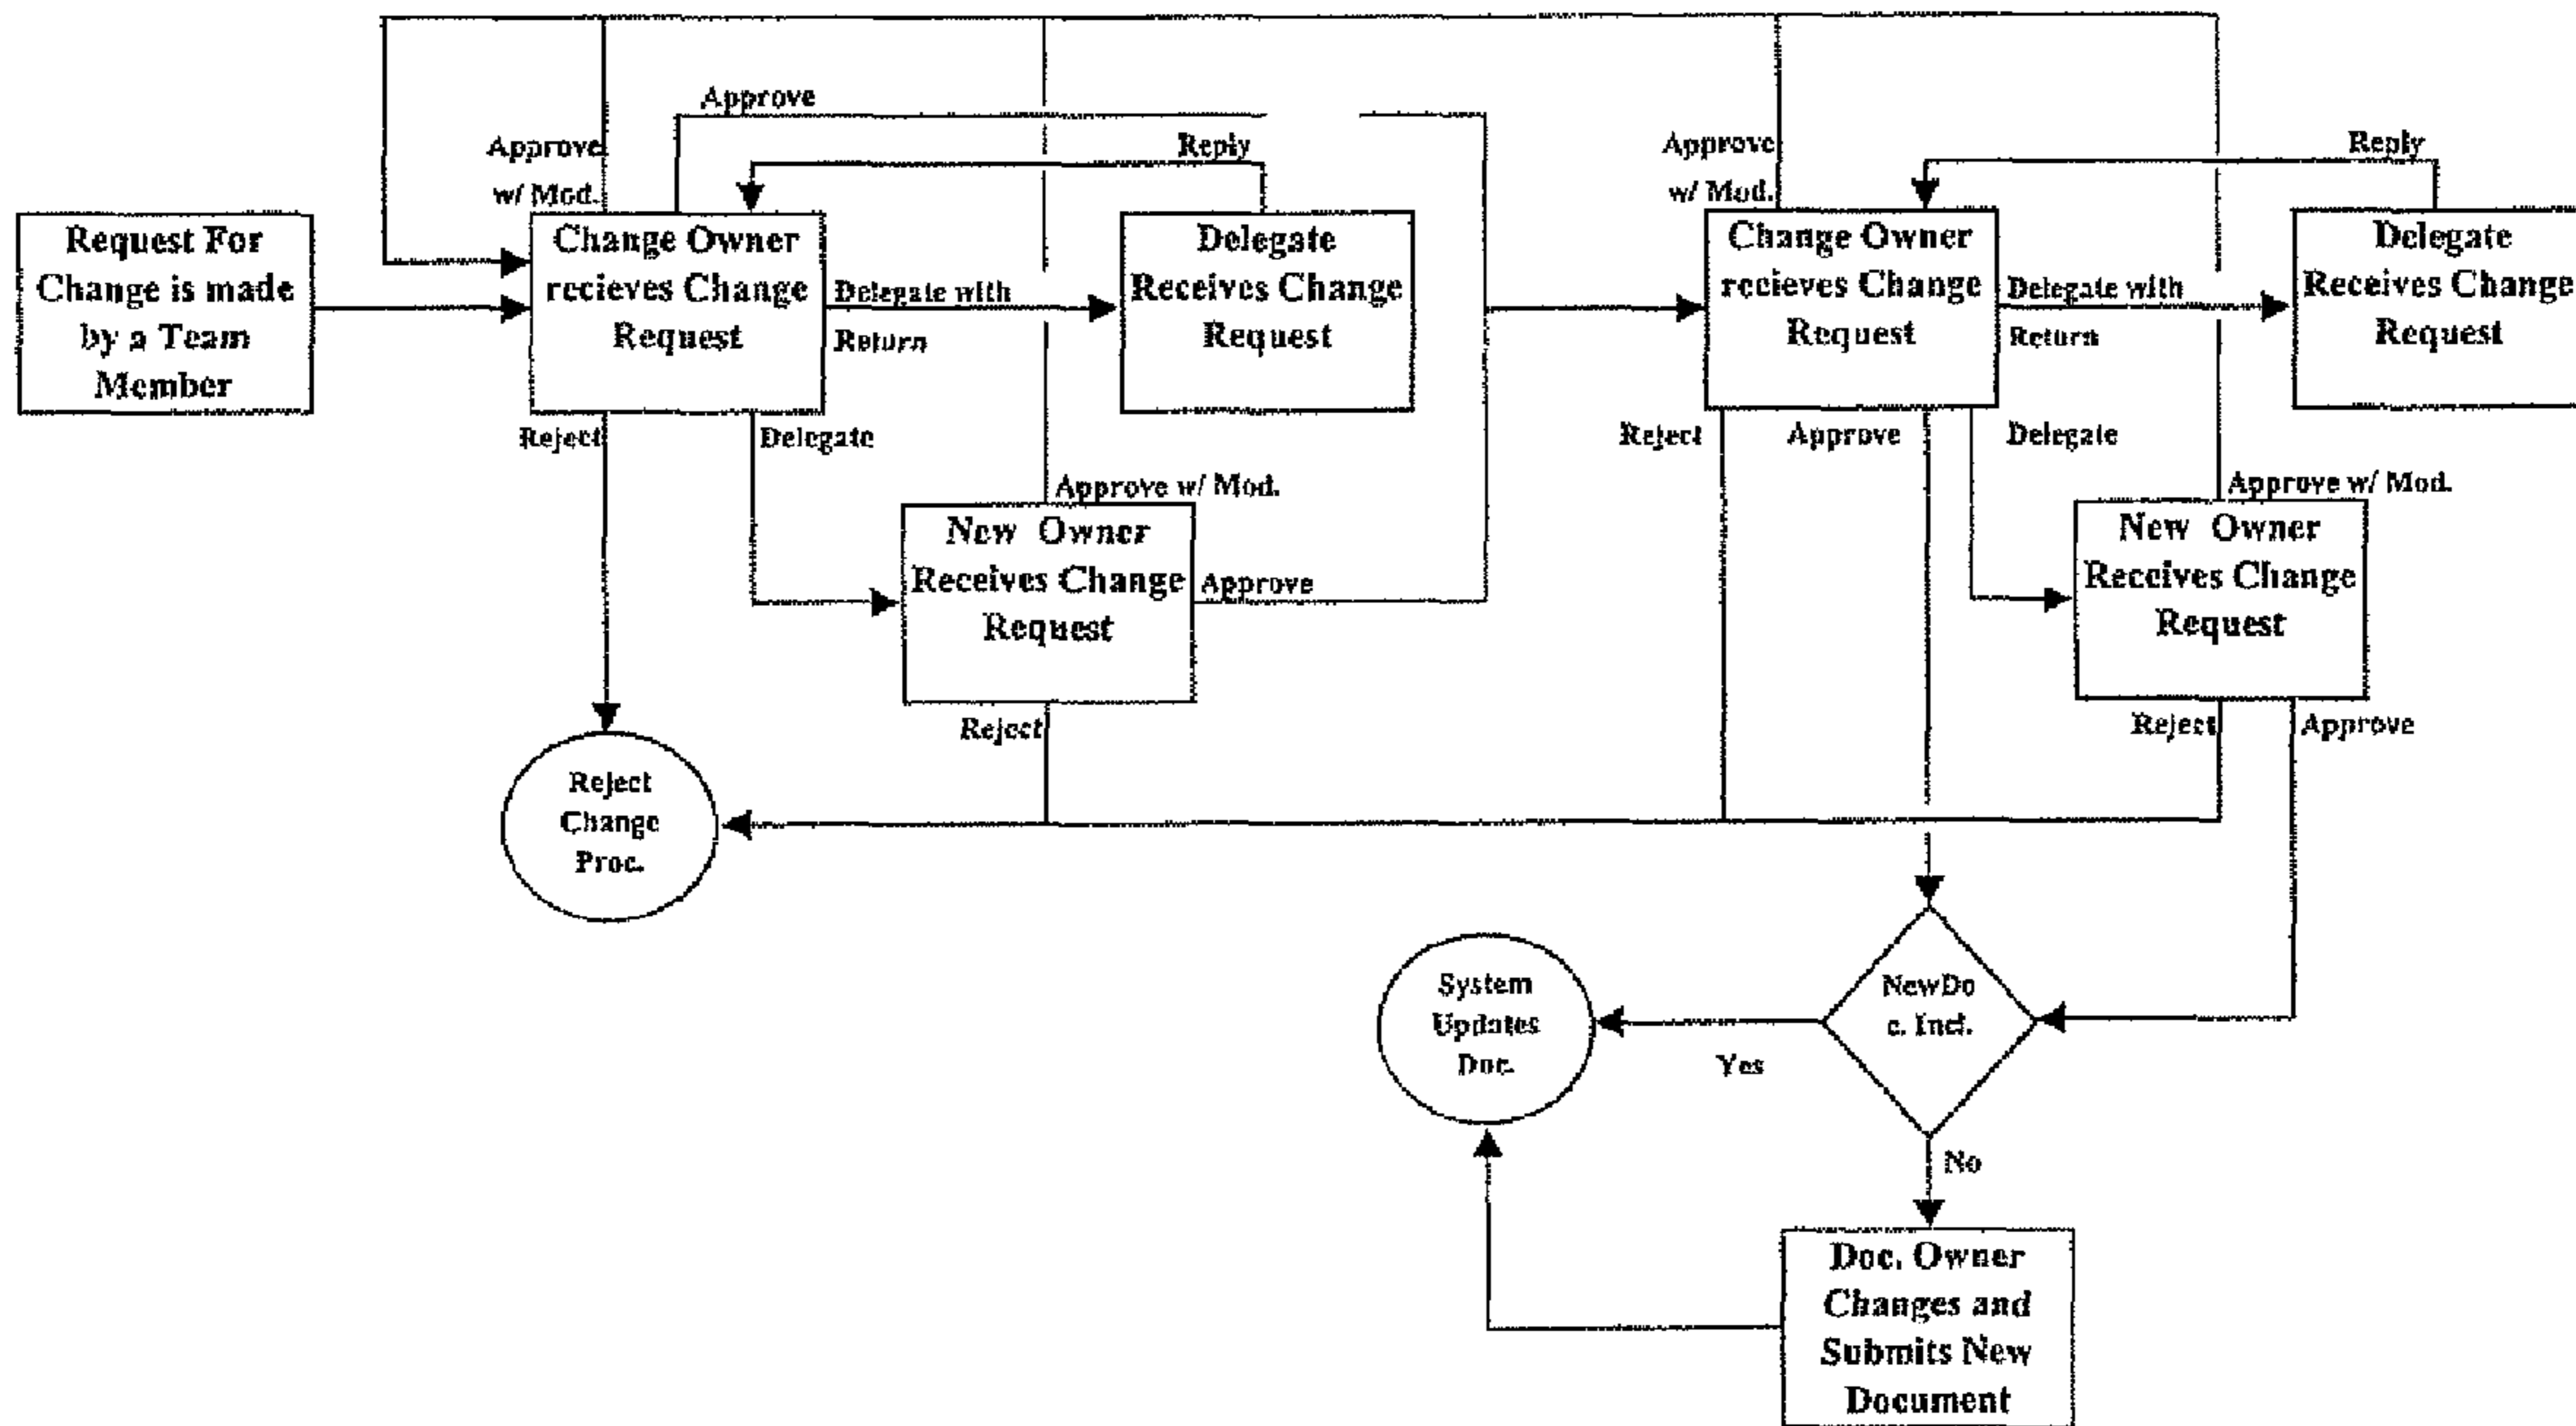 Approve
Approve
w/ Mod.
Reply
Approve
w/ Mod.
Reply
Request For
Change is made
by a Team
Member
Change Owner
recieves Change
Request
Delegate with
Return
Delegate
Receives Change
Request
Change Owner
recieves Change
Request
Delegate with
Return
Delegate
Receives Change
Request
Reject
Delegate
Reject
Approve
Delegate
Approve w/ Mod.
New Owner
Receives Change
Request
Approve
Approve w/ Mod.
New Owner
Receives Change
Request
Reject
Reject
Approve
Reject
Change
Proc.
System
Updates
Doc.
NewDo
c. Incl.
Yes
No
Doc. Owner
Changes and
Submits New
Document